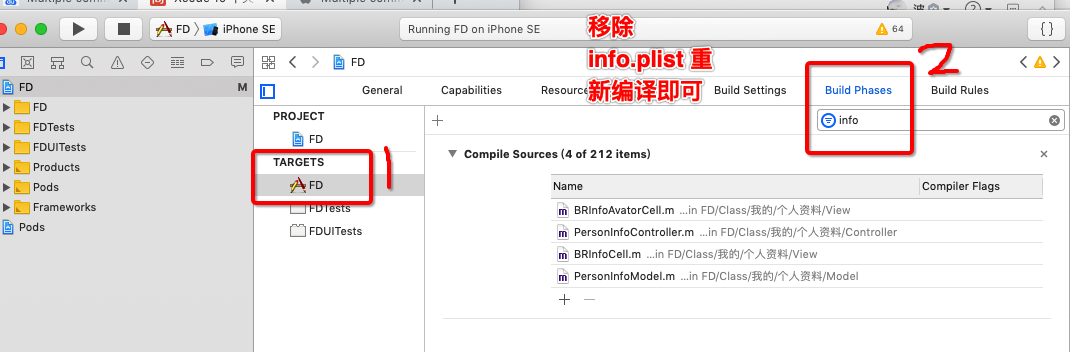 FD
iPhone SE
Running FD on iPhone SE
64
{}
移除
info.plist 重
新编译即可
1
2
FD
M
FD
FDTests
FDUITests
Products
Pods
Frameworks
Pods
FD
General
Capabilities
Build Settings
Build Phases
Build Rules
PROJECT
FD
TARGETS
FD
FDTests
FDUITests
info
Compile Sources (4 of 212 items)
Name
Compiler Flags
BRInfoAvatorCell.m ...in FD/Class/我的/个人资料/View
PersonInfoController.m ...in FD/Class/我的/个人资料/Controller
BRInfoCell.m ...in FD/Class/我的/个人资料/View
PersonInfoModel.m ...in FD/Class/我的/个人资料/Model